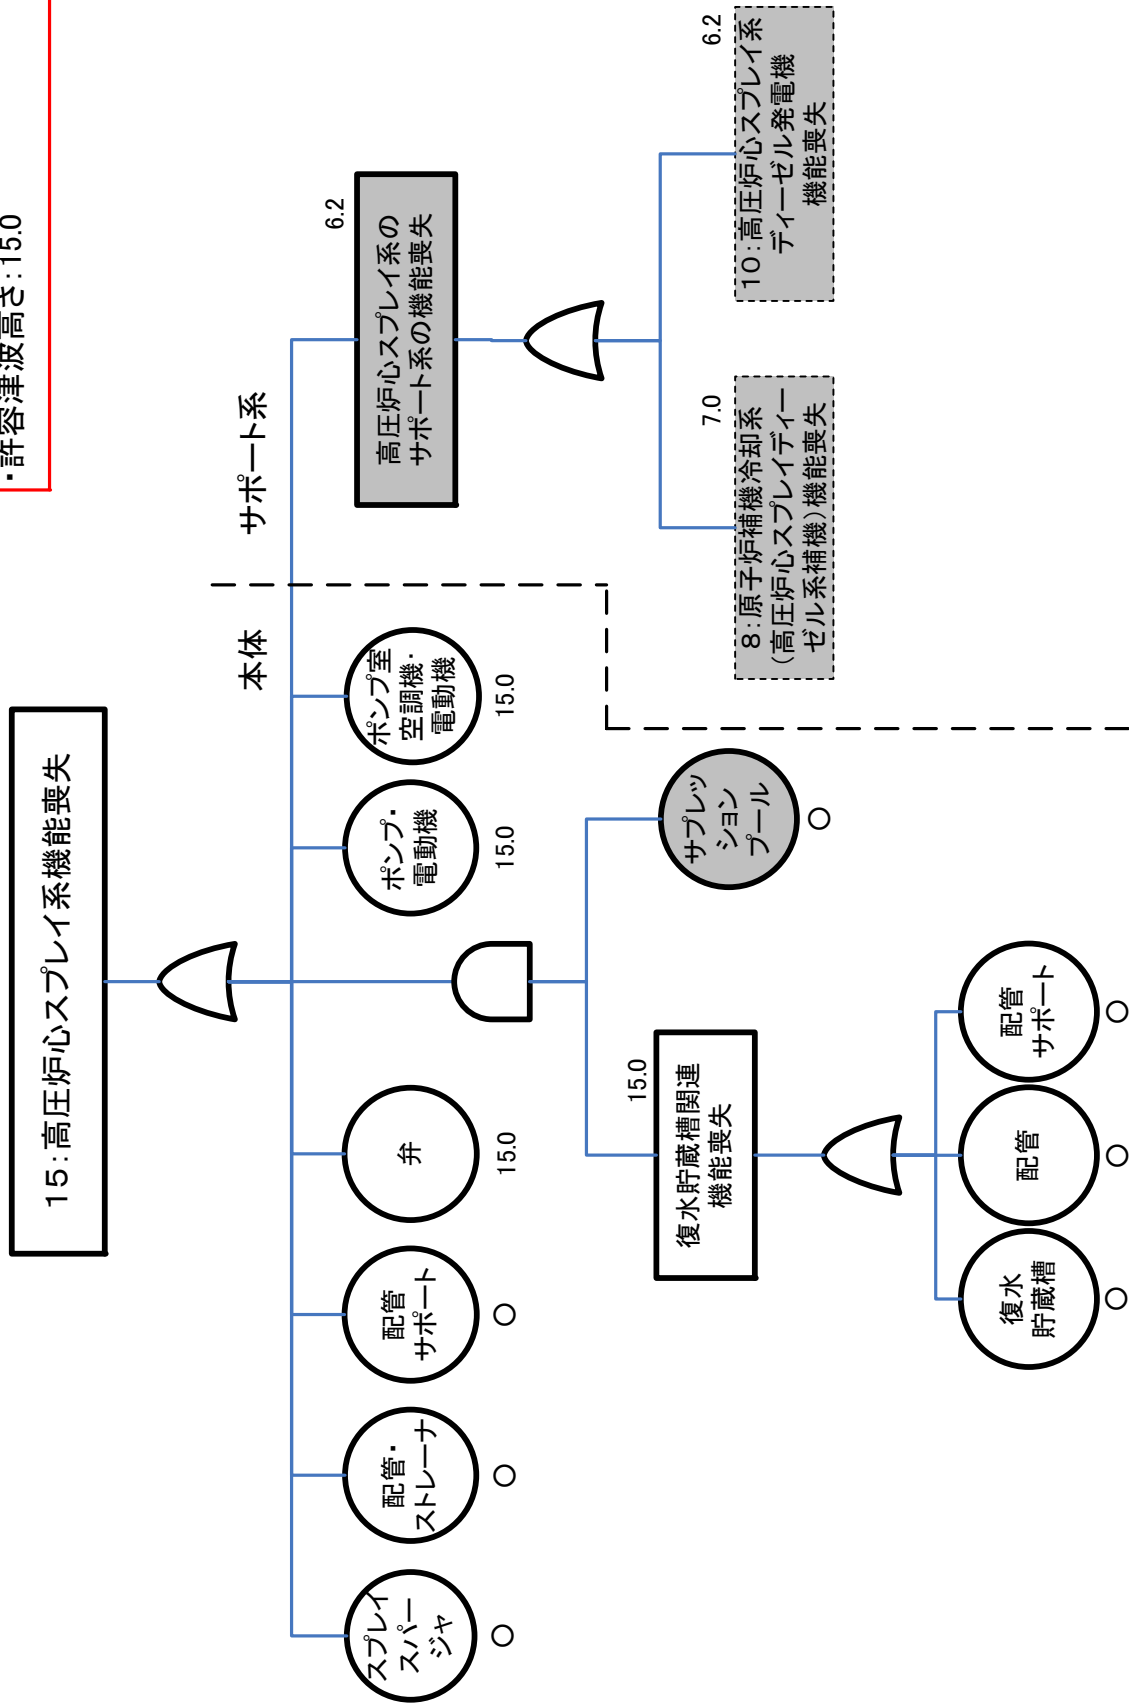 ・許容津波高さ：15.0
15：高圧炉心スプレイ系機能喪失
本体
サポート系
スプレイ
スパー
ジャ
○
配管・
ストレーナ
○
配管
サポート
○
弁
15.0
ポンプ・
電動機
15.0
ポンプ室
空調機・
電動機
15.0
6.2
高圧炉心スプレイ系の
サポート系の機能喪失
15.0
復水貯蔵槽関連
機能喪失
サプレッ
ション
プール
○
7.0
8：原子炉補機冷却系
（高圧炉心スプレイディー
ゼル系補機）機能喪失
6.2
10：高圧炉心スプレイ系
ディーゼル発電機
機能喪失
復水
貯蔵槽
○
配管
○
配管
サポート
○